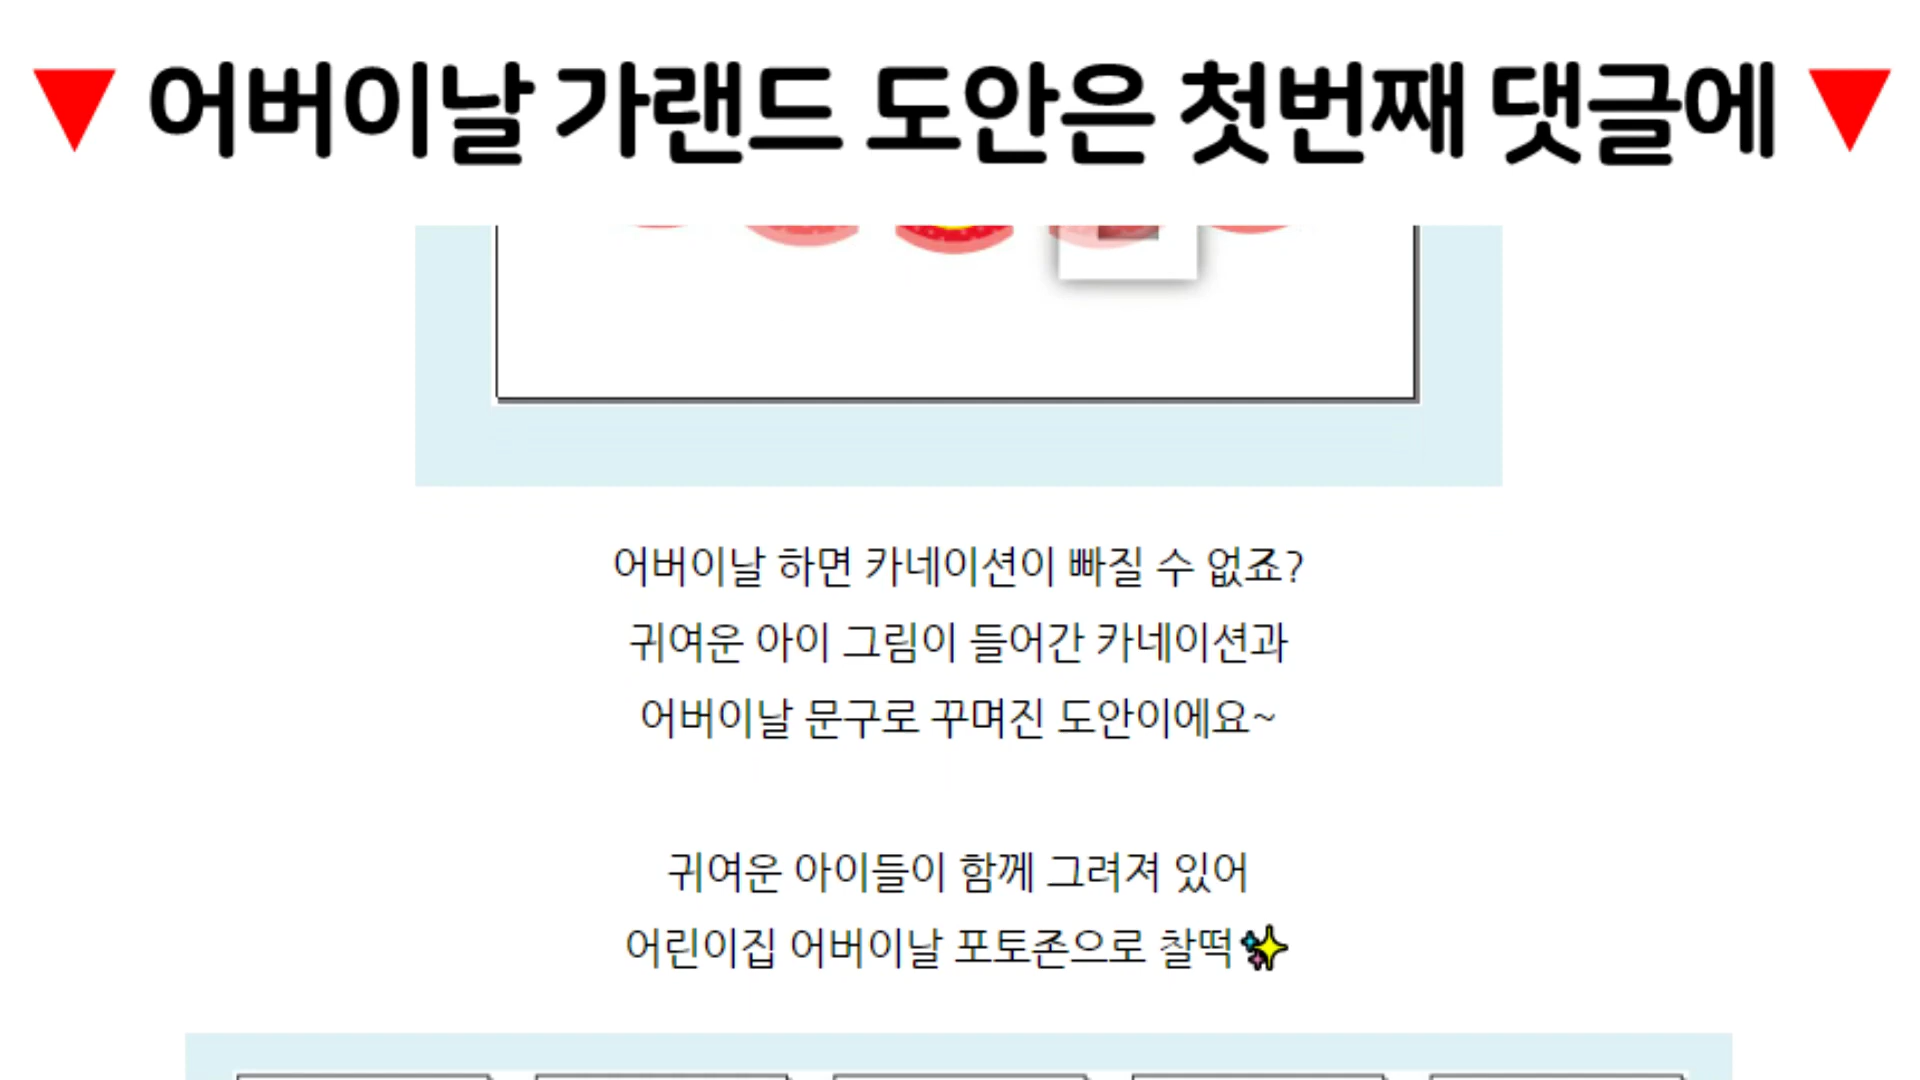 ▼ 어버이날 가랜드 도안은 첫번째 댓글에 ▼
어버이날 하면 카네이션이 빠질 수 없죠?
귀여운 아이 그림이 들어간 카네이션과
어버이날 문구로 꾸며진 도안이에요~
귀여운 아이들이 함께 그려져 있어
어린이집 어버이날 포토존으로 찰떡✨